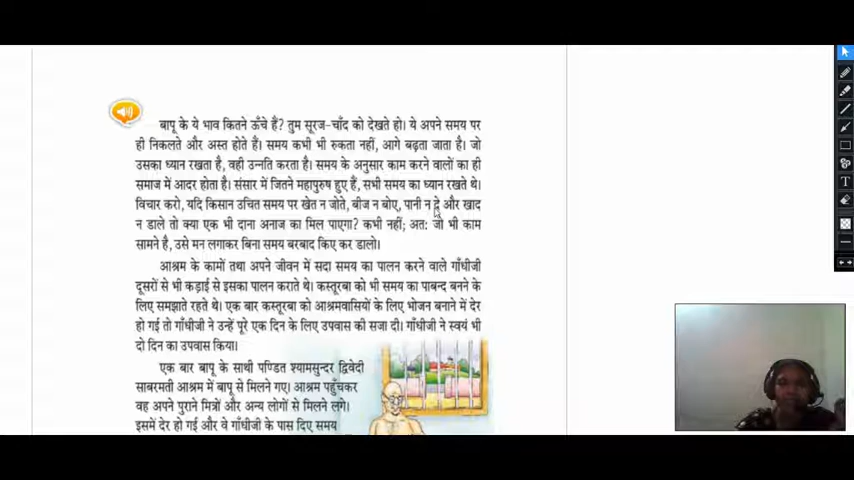 बापू के ये भाव कितने ऊँचे हैं? तुम सूरज-चाँद को देखते हो। ये अपने समय पर
ही निकलते और अस्त होते हैं। समय कभी भी रुकता नहीं, आगे बढ़ता जाता है। जो
उसका ध्यान रखता है, वही उन्नति करता है। समय के अनुसार काम करने वालों का ही
समाज में आदर होता है। संसार में जितने महापुरुष हुए हैं, सभी समय का ध्यान रखते थे।
विचार करो, यदि किसान उचित समय पर खेत न जोते, बीज न बोए, पानी न दे और खाद
न डाले तो क्या एक भी दाना अनाज का मिल पाएगा? कभी नहीं; अत: जो भी काम
सामने है, उसे मन लगाकर बिना समय बरबाद किए कर डालो।
आश्रम के कामों तथा अपने जीवन में सदा समय का पालन करने वाले गाँधीजी
दूसरों से भी कड़ाई से इसका पालन कराते थे। कस्तूरबा को भी समय का पाबन्द बनने के
लिए समझाते रहते थे। एक बार कस्तूरबा को आश्रमवासियों के लिए भोजन बनाने में देर
हो गई तो गाँधीजी ने उन्हें पूरे एक दिन के लिए उपवास की सजा दी। गाँधीजी ने स्वयं भी
दो दिन का उपवास किया।
एक बार बापू के साथी पण्डित श्यामसुन्दर द्विवेदी
साबरमती आश्रम में बापू से मिलने गए। आश्रम पहुँचकर
वह अपने पुराने मित्रों और अन्य लोगों से मिलने लगे।
इसमें देर हो गई और वे गाँधीजी के पास दिए समय